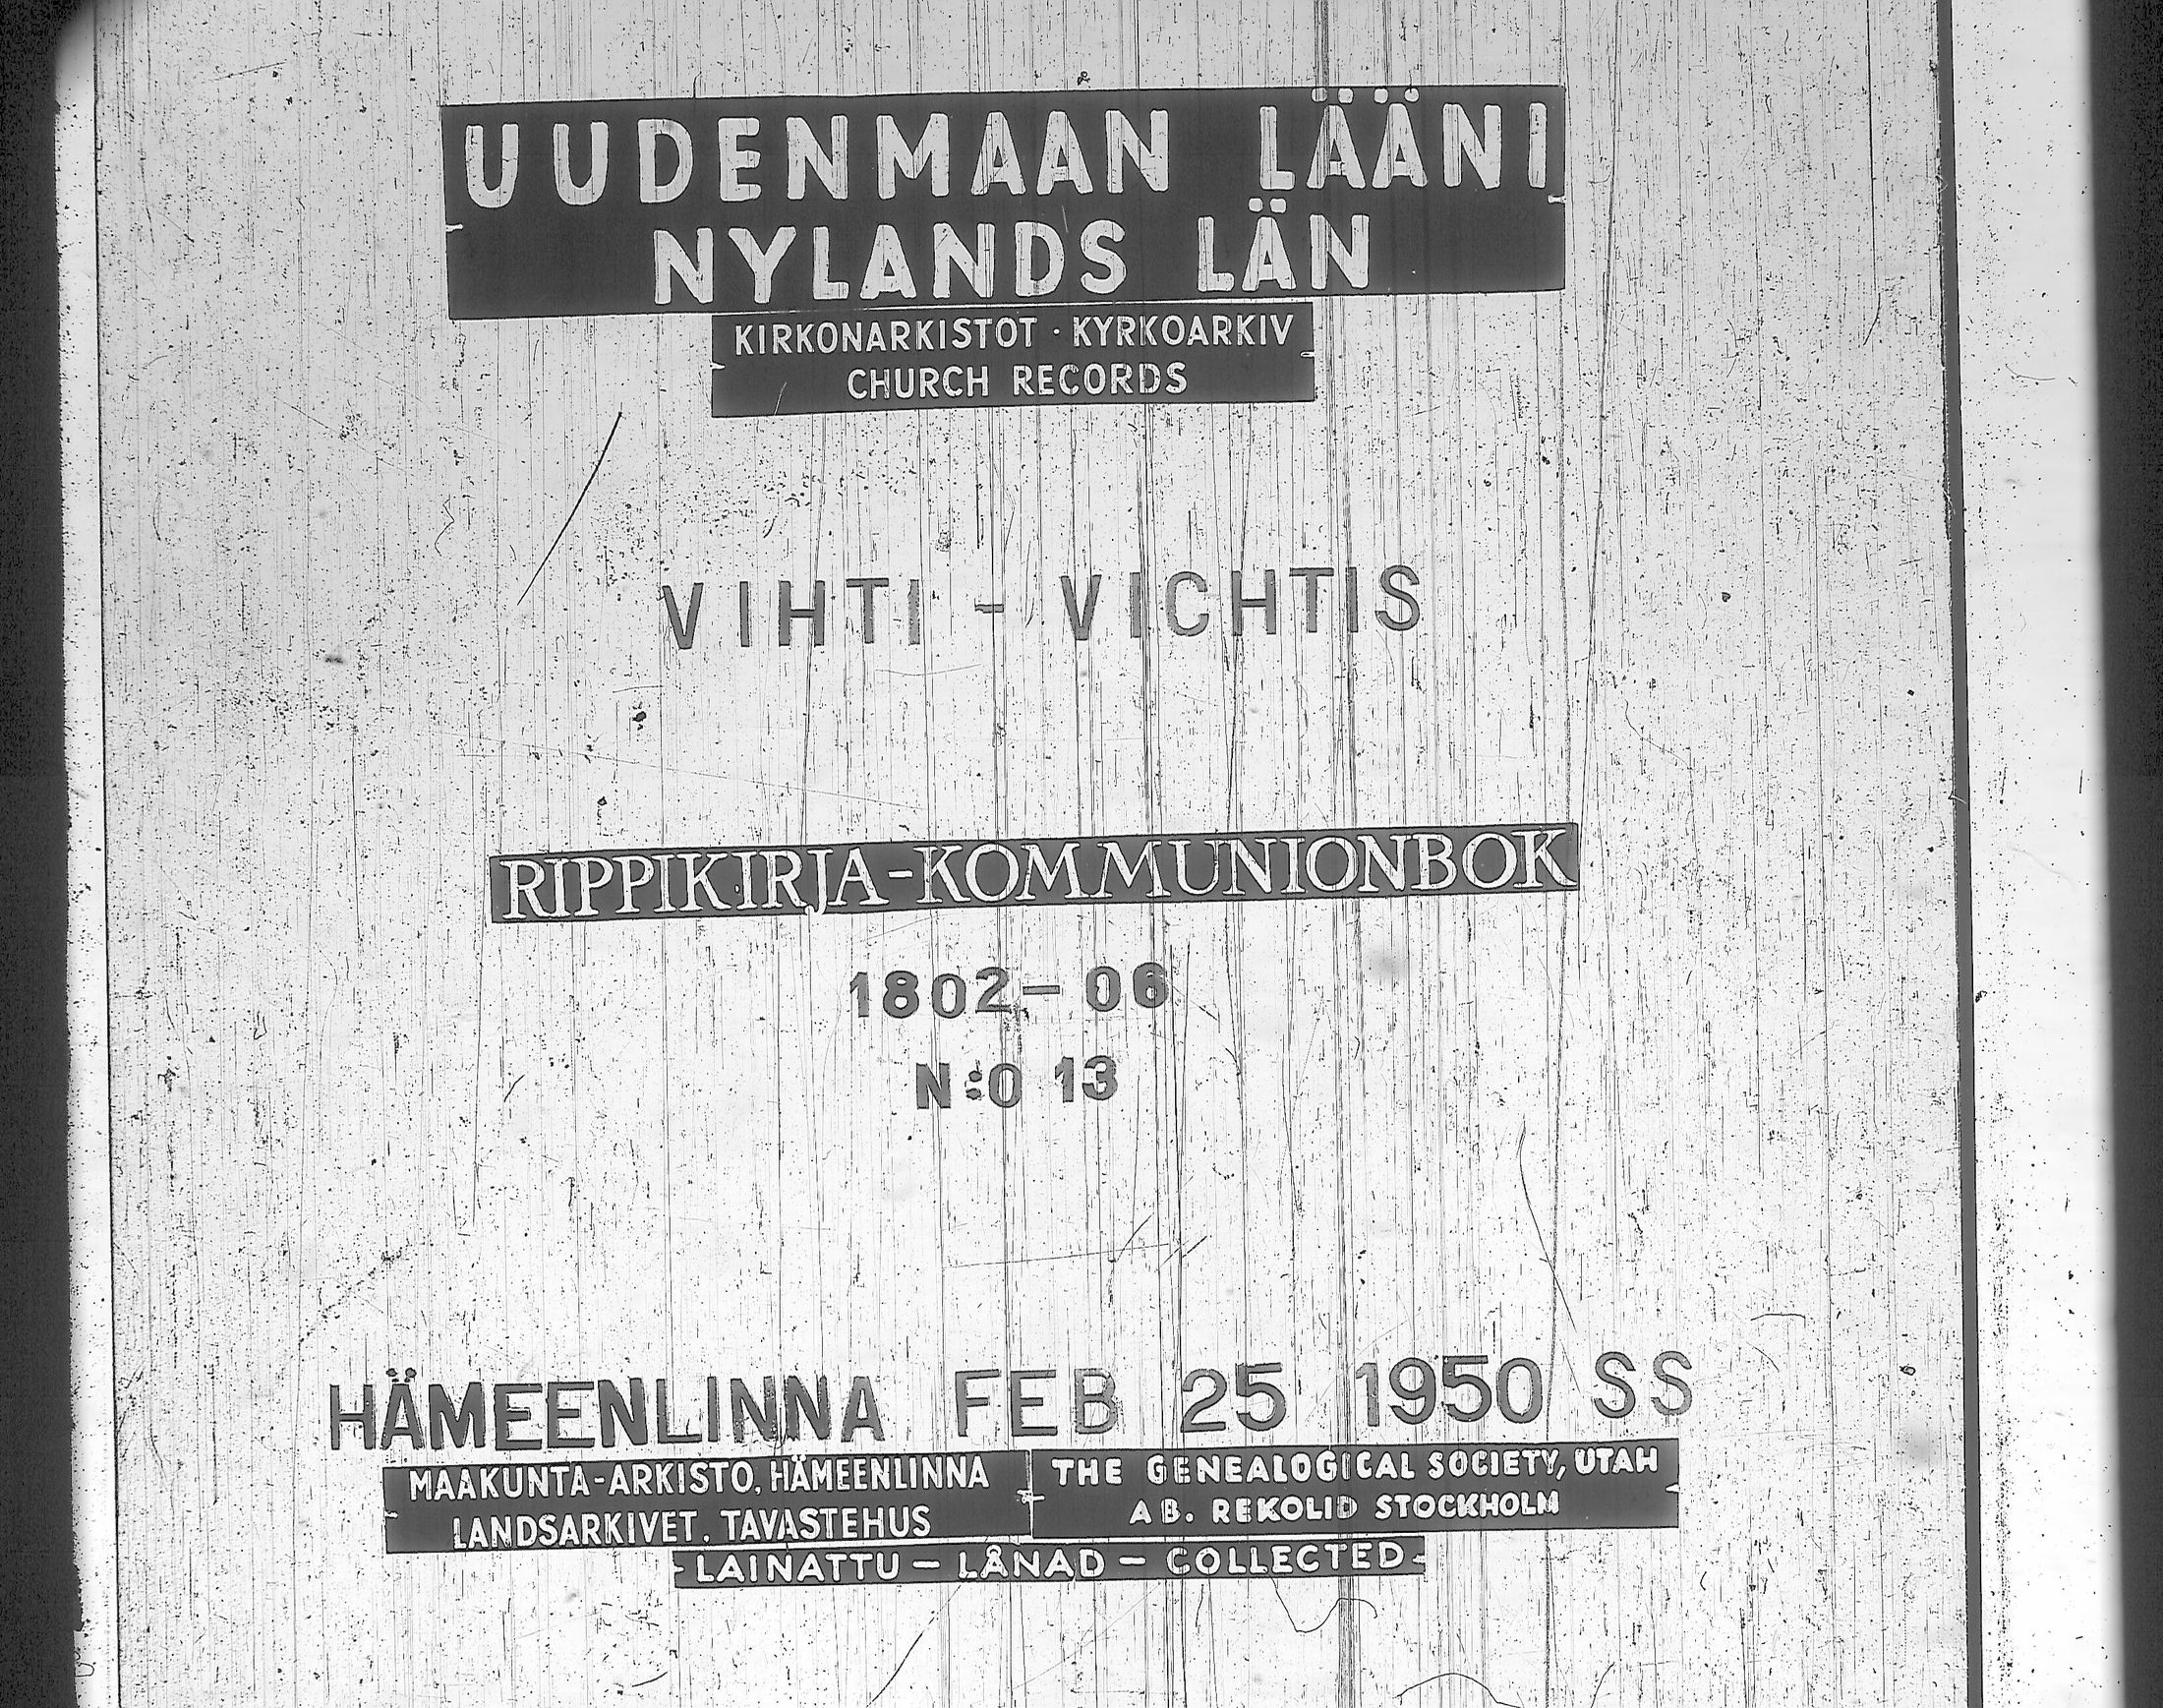 UUDENMAAN LÄÄNI
NYLANDS LÄN
KIRKONARKISTOT · KYRKOARKIV
CHURCH RECORDS
VIHTI - VICHTIS
RIPPIKIRJA-KOMMUNIONBOK
1802-06
N:O 13
HÄMEENLINNA FEB 25 1950 SS
MAAKUNTA-ARKISTO, HÄMEENLINNA
LANDSARKIVET, TAVASTEHUS
THE GENEALOGICAL SOCIETY, UTAH
AB. REKOLID STOCKHOLM
LAINATTU - LÅNAD - COLLECTED